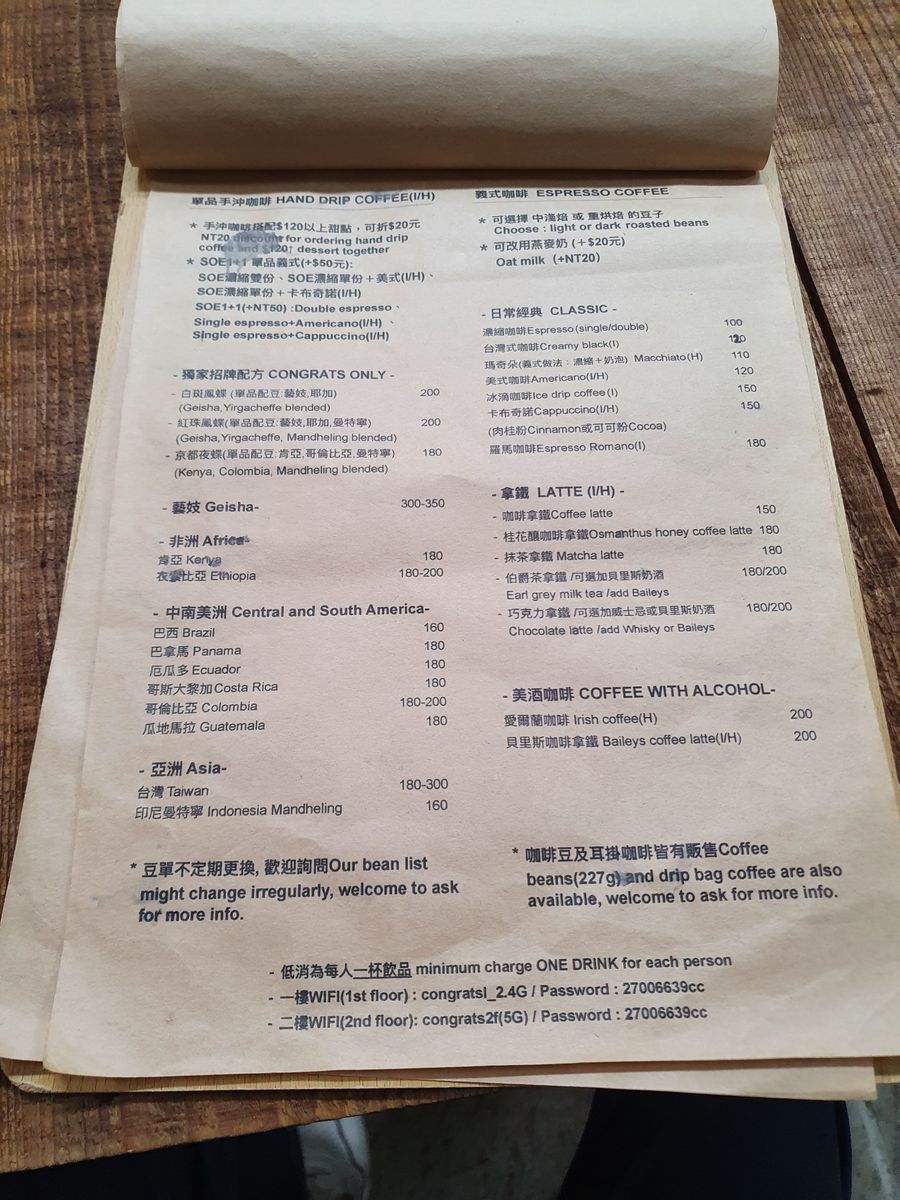 單品手沖咖啡 HAND DRIP COFFEE(I/H)
* 手沖咖啡搭配$120以上甜點，可折$20元
NT20 discount for ordering hand drip
coffee and $120↑ dessert together
* SOE1+1 單品義式(+$50元):
SOE濃縮雙份、SOE濃縮單份＋美式(I/H)、
SOE濃縮單份＋卡布奇諾(I/H)
SOE1+1(+NT50) :Double espresso、
Single espresso+Americano(I/H) 、
Single espresso+Cappuccino(I/H)
- 獨家招牌配方 CONGRATS ONLY -
- 白斑鳳蝶 (單品配豆:藝妓,耶加) 200
(Geisha,Yirgacheffe blended)
- 紅珠鳳蝶(單品配豆:藝妓,耶加,曼特寧) 200
(Geisha,Yirgacheffe, Mandheling blended)
- 京都夜蝶(單品配豆:肯亞,哥倫比亞,曼特寧) 180
(Kenya, Colombia, Mandheling blended)
- 藝妓 Geisha- 300-350
- 非洲 Africa-
肯亞 Kenya 180
衣索比亞 Ethiopia 180-200
- 中南美洲 Central and South America-
巴西 Brazil 160
巴拿馬 Panama 180
厄瓜多 Ecuador 180
哥斯大黎加 Costa Rica 180
哥倫比亞 Colombia 180-200
瓜地馬拉 Guatemala 180
- 亞洲 Asia-
台灣 Taiwan 180-300
印尼曼特寧 Indonesia Mandheling 160
* 豆單不定期更換, 歡迎詢問Our bean list
might change irregularly, welcome to ask
for more info.
義式咖啡 ESPRESSO COFFEE
* 可選擇 中淺焙 或 重烘焙 的豆子
Choose : light or dark roasted beans
* 可改用燕麥奶 (＋$20元)
Oat milk（+NT20）
- 日常經典 CLASSIC -
濃縮咖啡Espresso (single/double) 100
台灣式咖啡Creamy black(I) 120
瑪奇朵(義式做法：濃縮＋奶泡) Macchiato(H) 110
美式咖啡Americano(I/H) 120
冰滴咖啡Ice drip coffee(I) 150
卡布奇諾Cappuccino(I/H) 150
(肉桂粉Cinnamon或可可粉Cocoa)
羅馬咖啡Espresso Romano(I) 180
- 拿鐵 LATTE (I/H) -
- 咖啡拿鐵Coffee latte 150
- 桂花釀咖啡拿鐵Osmanthus honey coffee latte 180
- 抹茶拿鐵 Matcha latte 180
- 伯爵茶拿鐵 /可選加貝里斯奶酒 180/200
Earl grey milk tea /add Baileys
- 巧克力拿鐵 /可選加威士忌或貝里斯奶酒 180/200
Chocolate latte /add Whisky or Baileys
- 美酒咖啡 COFFEE WITH ALCOHOL-
愛爾蘭咖啡 Irish coffee(H) 200
貝里斯咖啡拿鐵 Baileys coffee latte(I/H) 200
* 咖啡豆及耳掛咖啡皆有販售Coffee
beans(227g) and drip bag coffee are also
available, welcome to ask for more info.
- 低消為每人一杯飲品 minimum charge ONE DRINK for each person
- 一樓WIFI(1st floor) : congratsI_2.4G / Password : 27006639cc
- 二樓WIFI(2nd floor): congrats2f(5G) / Password : 27006639cc